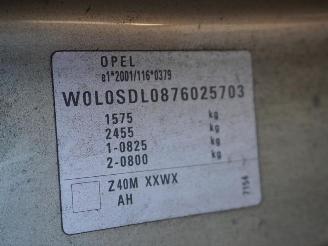 OPEL
e1*2001/116*0379
W0L0SDL0876025703
1575 kg
2455 kg
1-0825 kg
2-0800 kg
Z40M XXWX
AH
7154